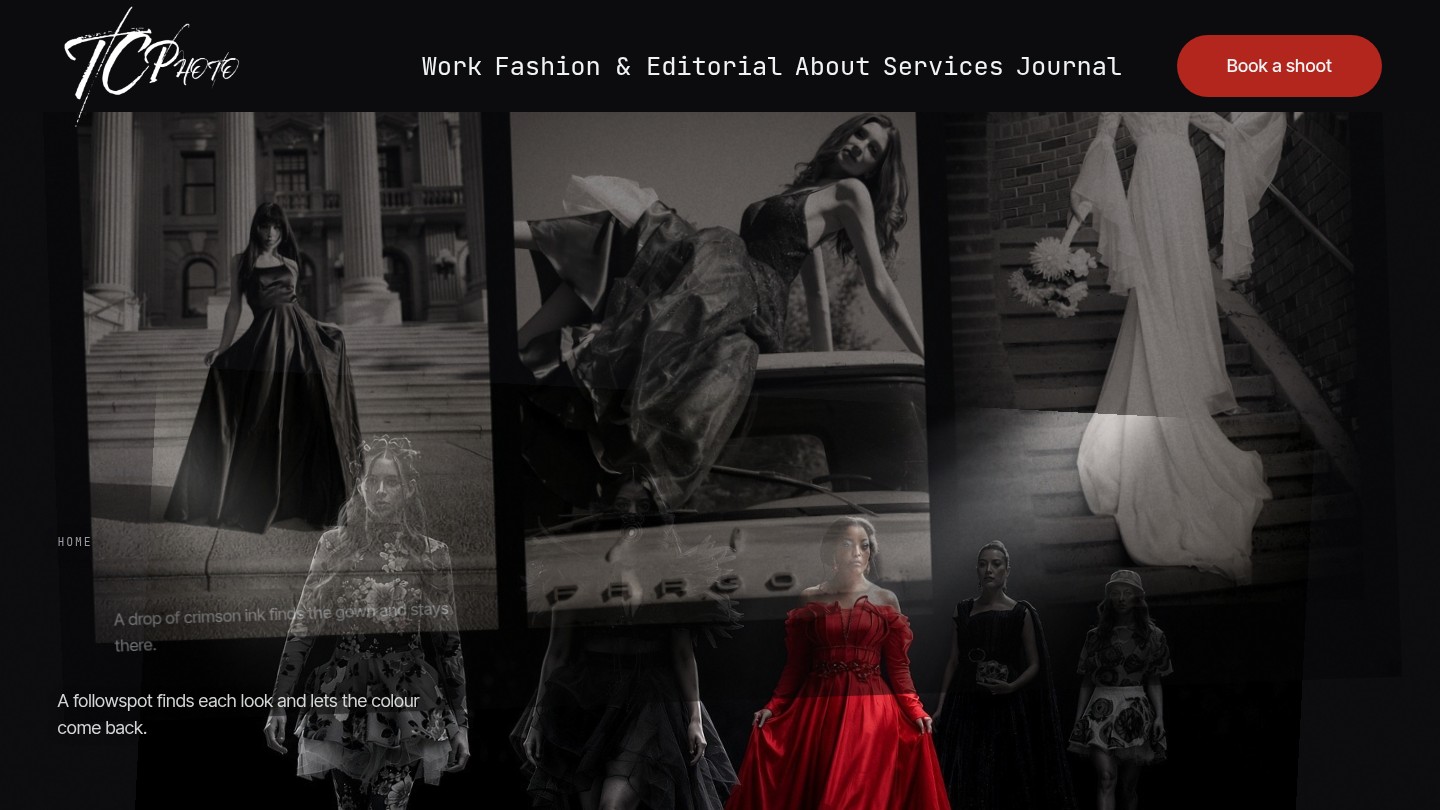 TCPHOTO
Work Fashion & Editorial About Services Journal
Book a shoot
FARGO
HOME
A drop of crimson ink finds the gown and stays
there.
A followspot finds each look and lets the colour
come back.